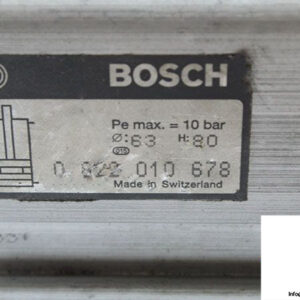 BOSCH
Pe max. = 10 bar
Ø:63 H:80
0 822 010 678
Made in Switzerland